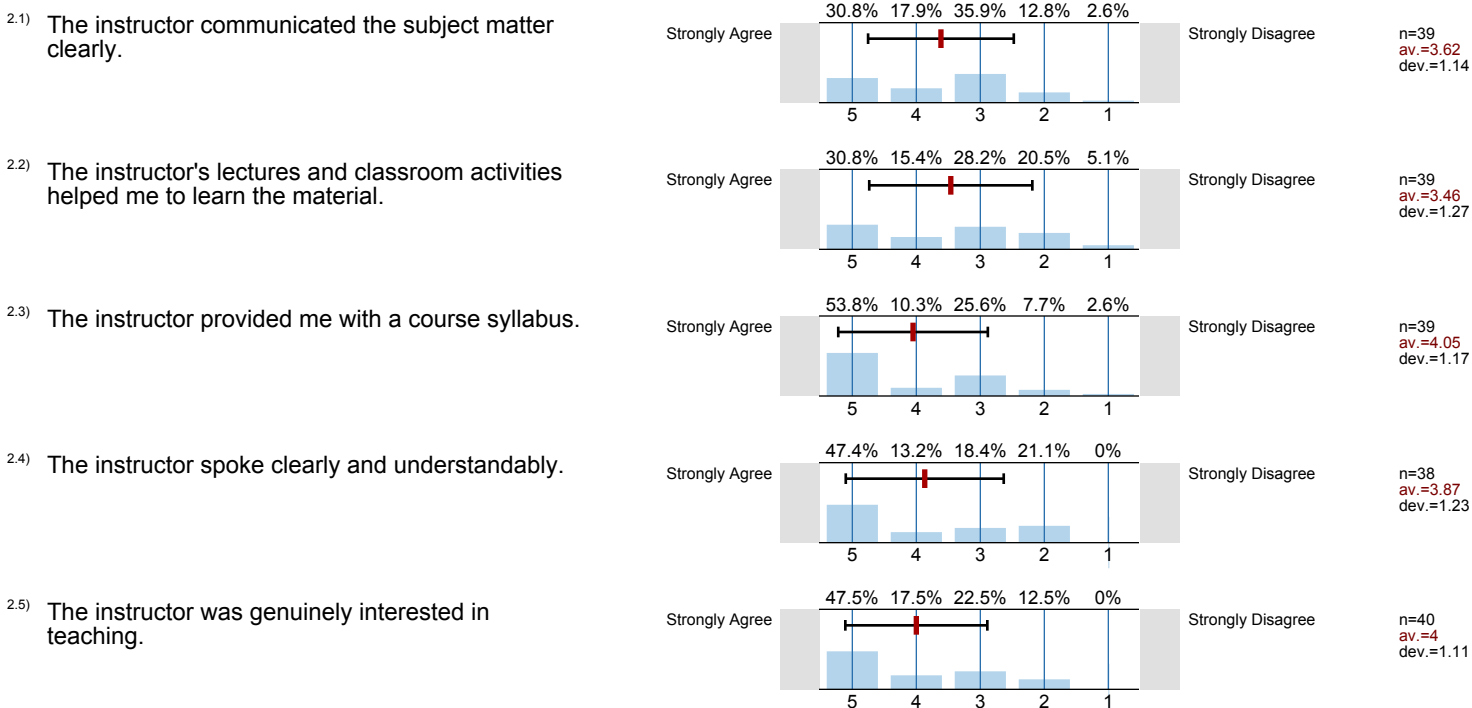 30.8% 17.9% 35.9% 12.8% 2.6%
2.1) The instructor communicated the subject matter
clearly.
Strongly Agree
Strongly Disagree
n=39
av.=3.62
dev.=1.14
5 4 3 2 1
30.8% 15.4% 28.2% 20.5% 5.1%
2.2) The instructor's lectures and classroom activities
helped me to learn the material.
Strongly Agree
Strongly Disagree
n=39
av.=3.46
dev.=1.27
5 4 3 2 1
53.8% 10.3% 25.6% 7.7% 2.6%
2.3) The instructor provided me with a course syllabus.
Strongly Agree
Strongly Disagree
n=39
av.=4.05
dev.=1.17
5 4 3 2 1
47.4% 13.2% 18.4% 21.1% 0%
2.4) The instructor spoke clearly and understandably.
Strongly Agree
Strongly Disagree
n=38
av.=3.87
dev.=1.23
5 4 3 2 1
47.5% 17.5% 22.5% 12.5% 0%
2.5) The instructor was genuinely interested in
teaching.
Strongly Agree
Strongly Disagree
n=40
av.=4
dev.=1.11
5 4 3 2 1